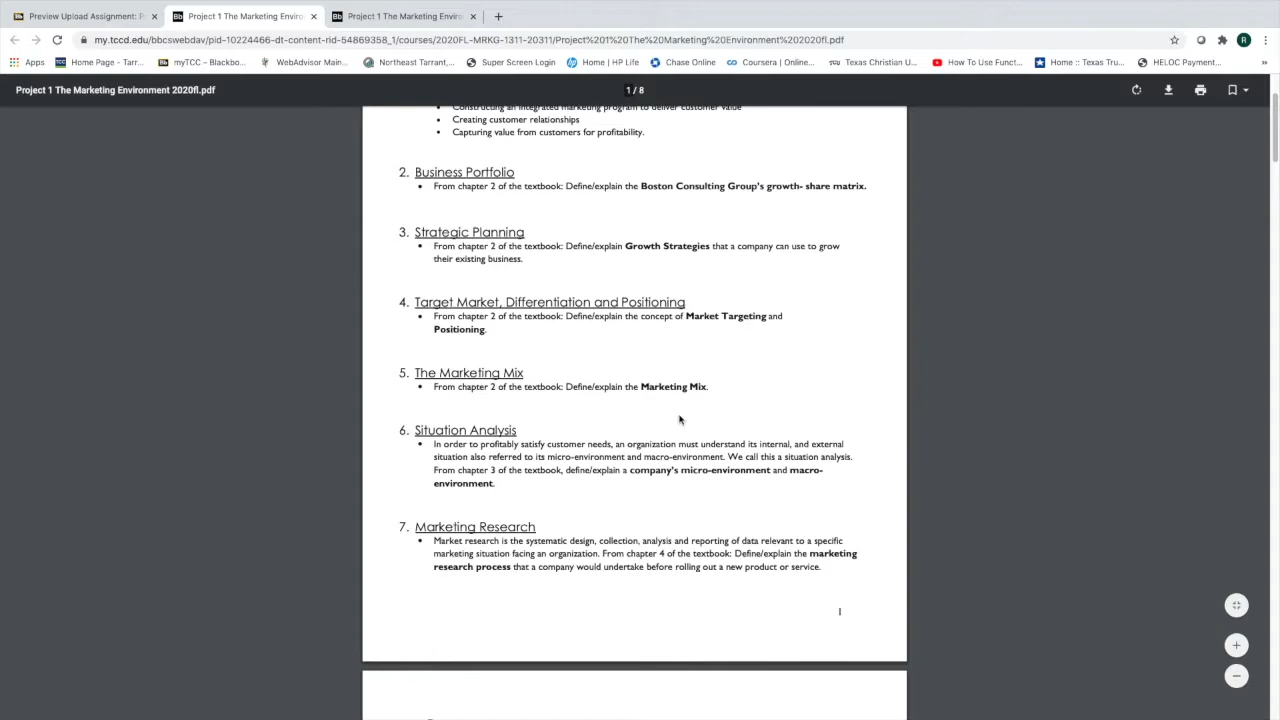 Preview Upload Assignment: P
Project 1 The Marketing Enviro
Project 1 The Marketing Enviro
my.tccd.edu/bbcswebdav/pid-10224466-dt-content-rid-54869358_1/courses/2020FL-MRKG-1311-20311/Project%201%20The%20Marketing%20Environment%202020fl.pdf
Apps
Home Page - Tarr...
myTCC – Blackbo...
WebAdvisor Main...
Northeast Tarrant,...
Super Screen Login
Home | HP Life
Chase Online
Coursera | Online...
Texas Christian U...
How To Use Funct...
Home :: Texas Tru...
HELOC Payment...
Project 1 The Marketing Environment 2020fl.pdf
1 / 8
• Constructing an integrated marketing program to deliver customer value
• Creating customer relationships
• Capturing value from customers for profitability.
2. Business Portfolio
• From chapter 2 of the textbook: Define/explain the Boston Consulting Group's growth- share matrix.
3. Strategic Planning
• From chapter 2 of the textbook: Define/explain Growth Strategies that a company can use to grow
their existing business.
4. Target Market, Differentiation and Positioning
• From chapter 2 of the textbook: Define/explain the concept of Market Targeting and
Positioning.
5. The Marketing Mix
• From chapter 2 of the textbook: Define/explain the Marketing Mix.
6. Situation Analysis
• In order to profitably satisfy customer needs, an organization must understand its internal, and external
situation also referred to its micro-environment and macro-environment. We call this a situation analysis.
From chapter 3 of the textbook, define/explain a company's micro-environment and macro-
environment.
7. Marketing Research
• Market research is the systematic design, collection, analysis and reporting of data relevant to a specific
marketing situation facing an organization. From chapter 4 of the textbook: Define/explain the marketing
research process that a company would undertake before rolling out a new product or service.
1